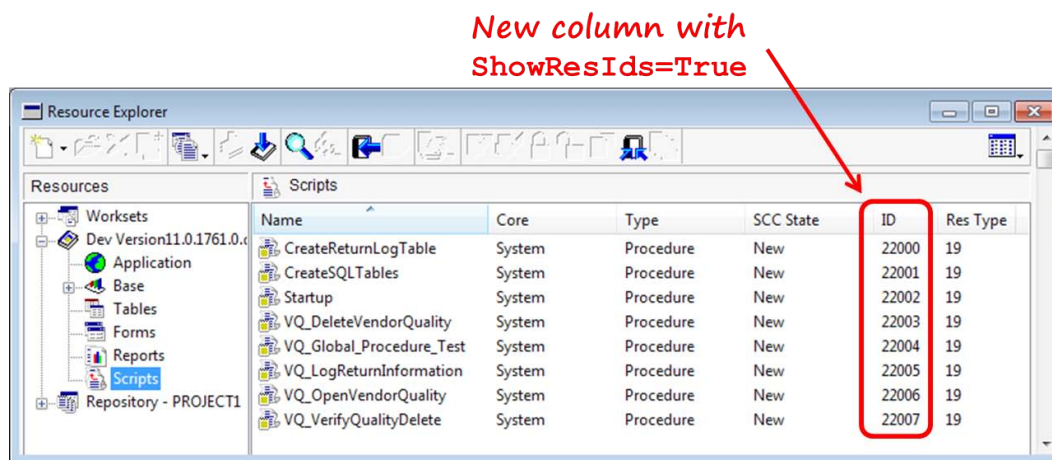 New column with
ShowResIds=True
Resource Explorer
Resources
Scripts
Worksets
Dev Version11.0.1761.0.
Application
Base
Tables
Forms
Reports
Scripts
Repository - PROJECT1
Name Core Type SCC State ID Res Type
CreateReturnLogTable System Procedure New 22000 19
CreateSQLTables System Procedure New 22001 19
Startup System Procedure New 22002 19
VQ_DeleteVendorQuality System Procedure New 22003 19
VQ_Global_Procedure_Test System Procedure New 22004 19
VQ_LogReturnInformation System Procedure New 22005 19
VQ_OpenVendorQuality System Procedure New 22006 19
VQ_VerifyQualityDelete System Procedure New 22007 19